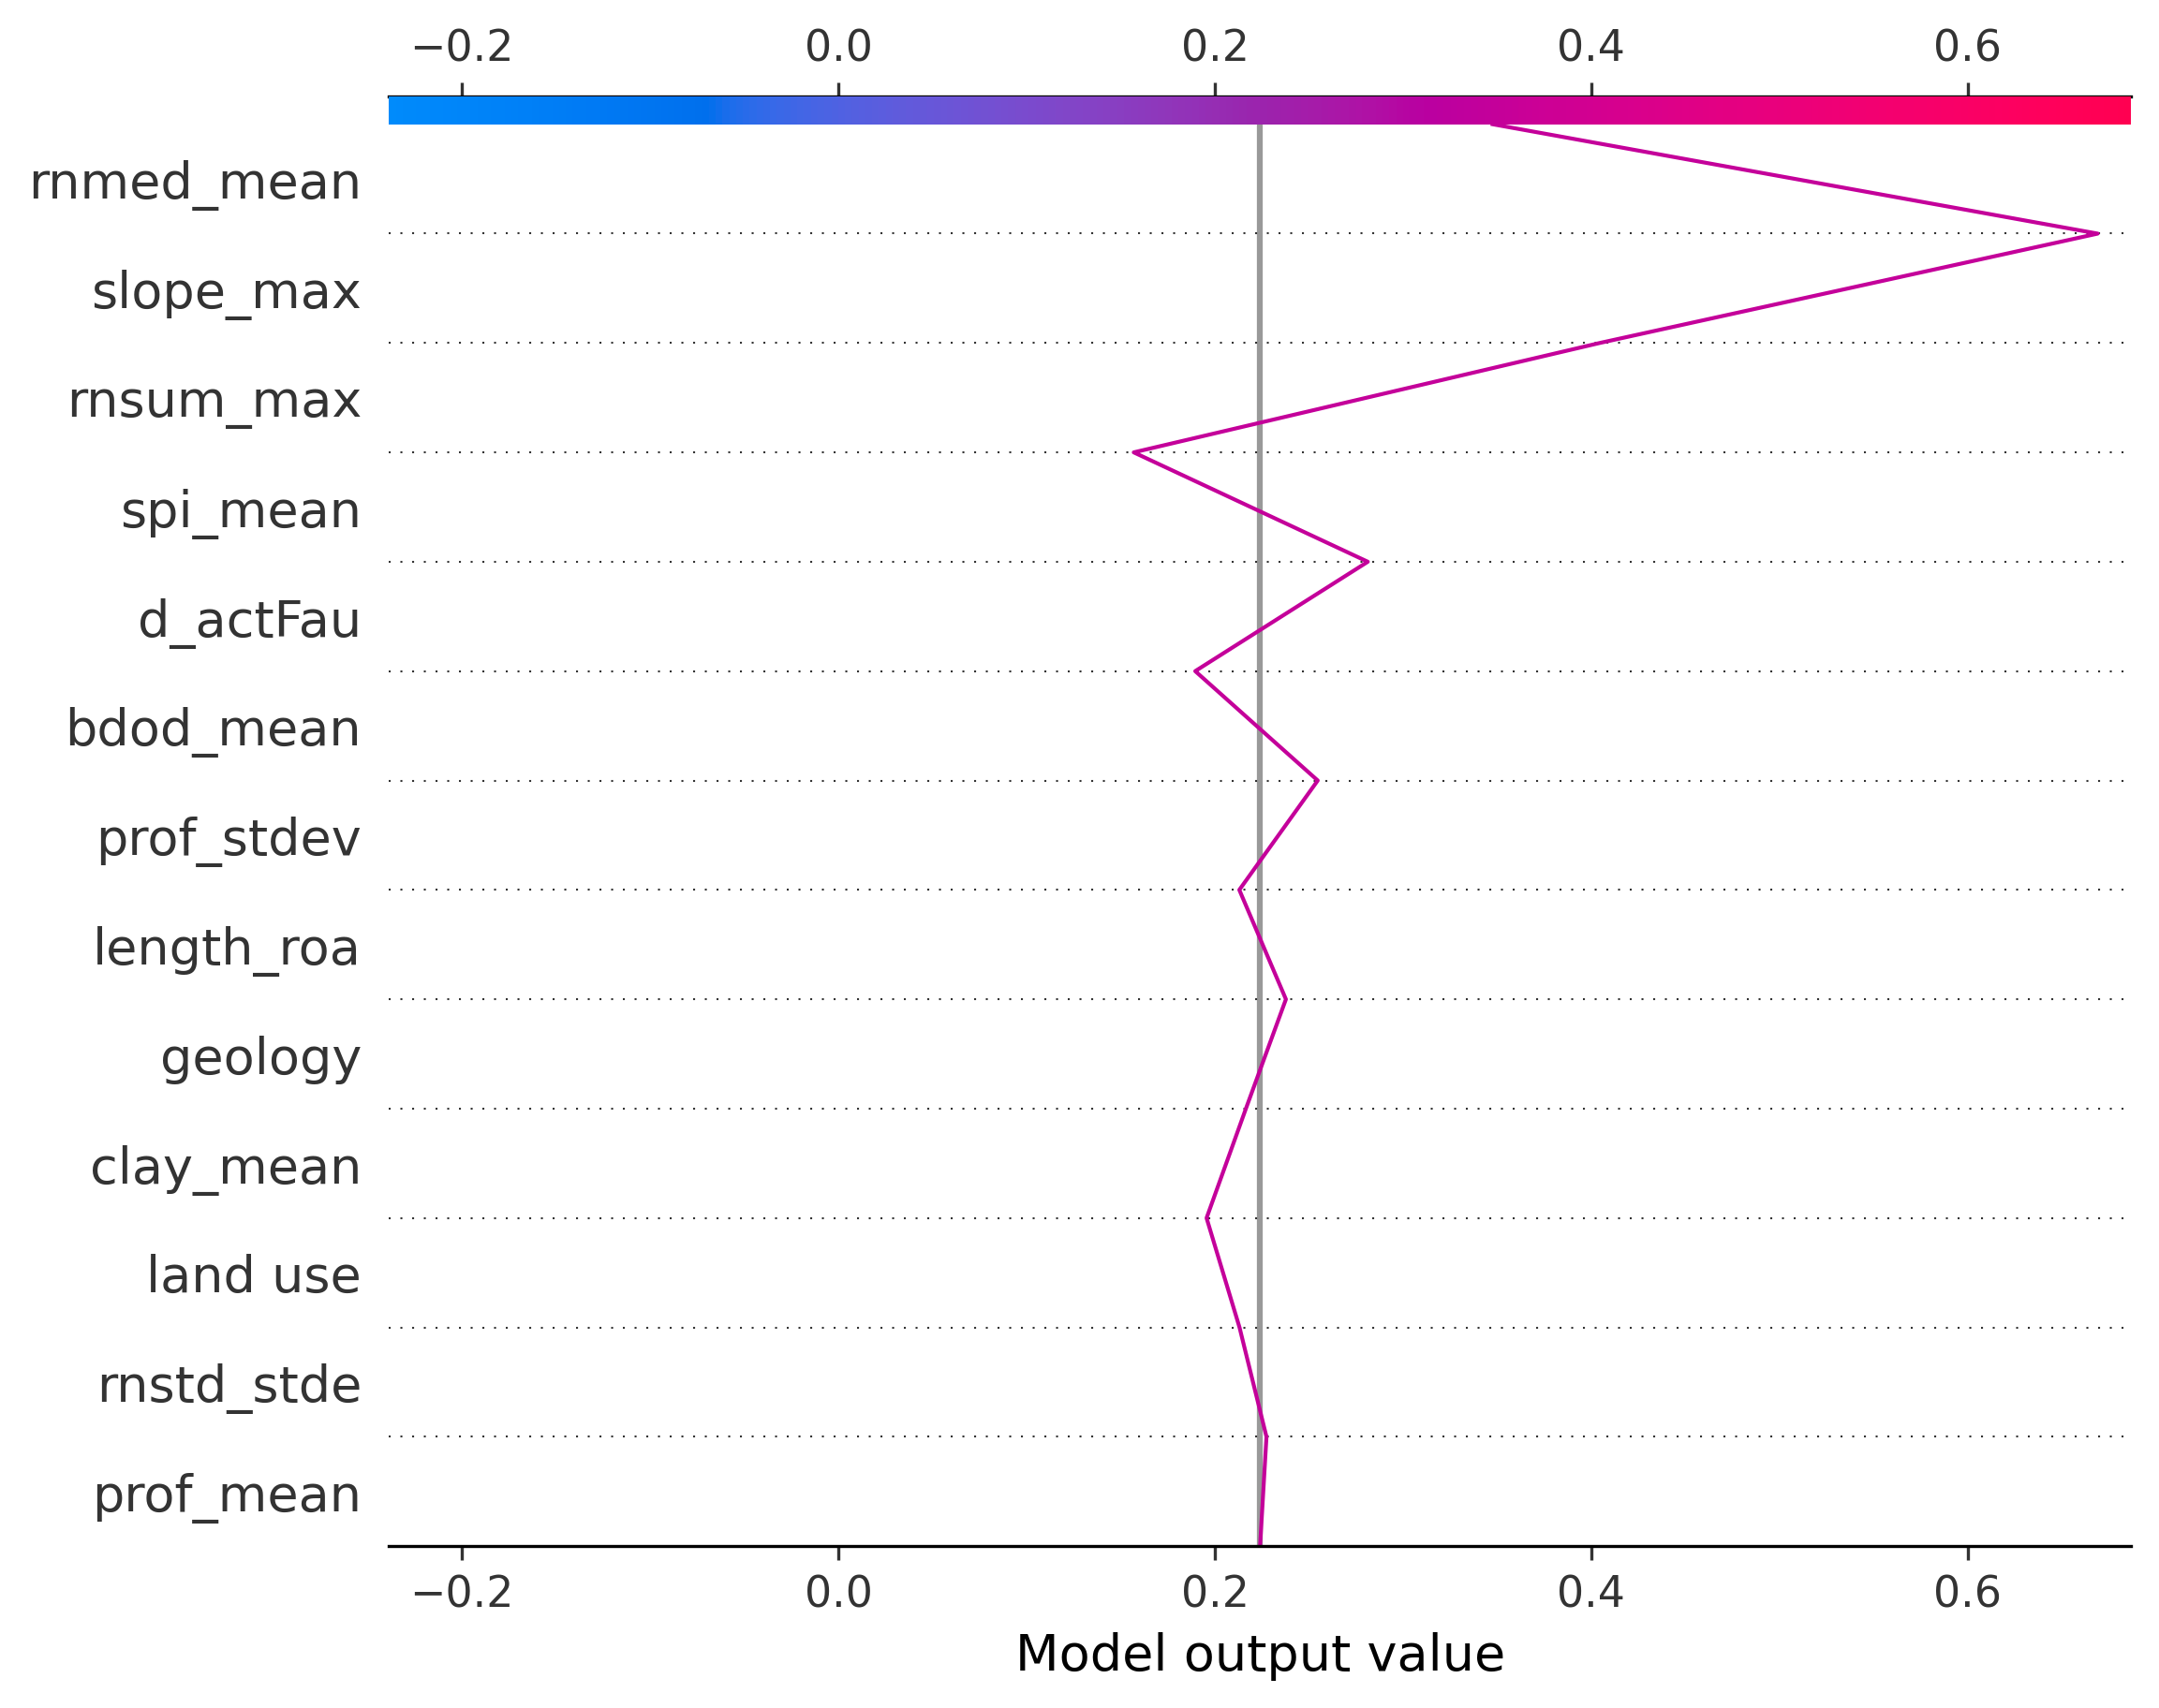 −0.2 0.0 0.2 0.4 0.6
rnmed_mean
slope_max
rnsum_max
spi_mean
d_actFau
bdod_mean
prof_stdev
length_roa
geology
clay_mean
land use
rnstd_stde
prof_mean
−0.2 0.0 0.2 0.4 0.6
Model output value